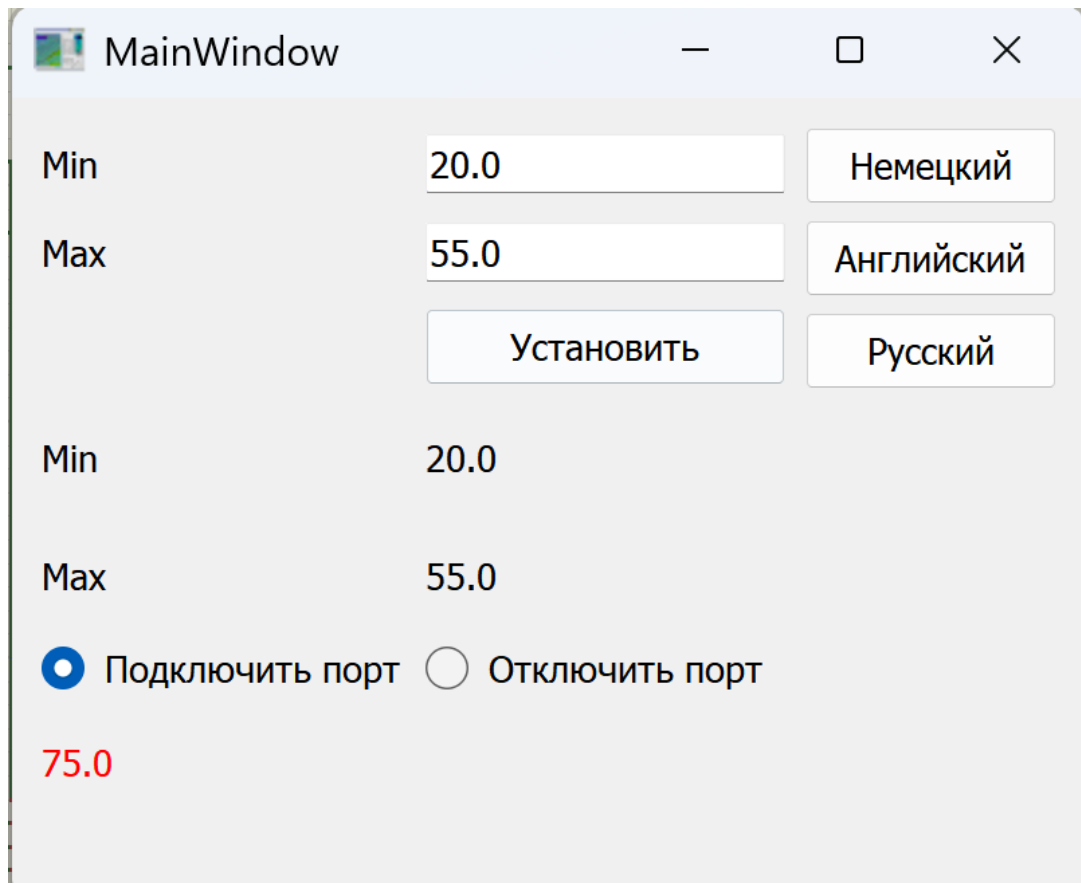 MainWindow
Min 20.0 Немецкий
Max 55.0 Английский
Установить Русский
Min 20.0
Max 55.0
Подключить порт Отключить порт
75.0